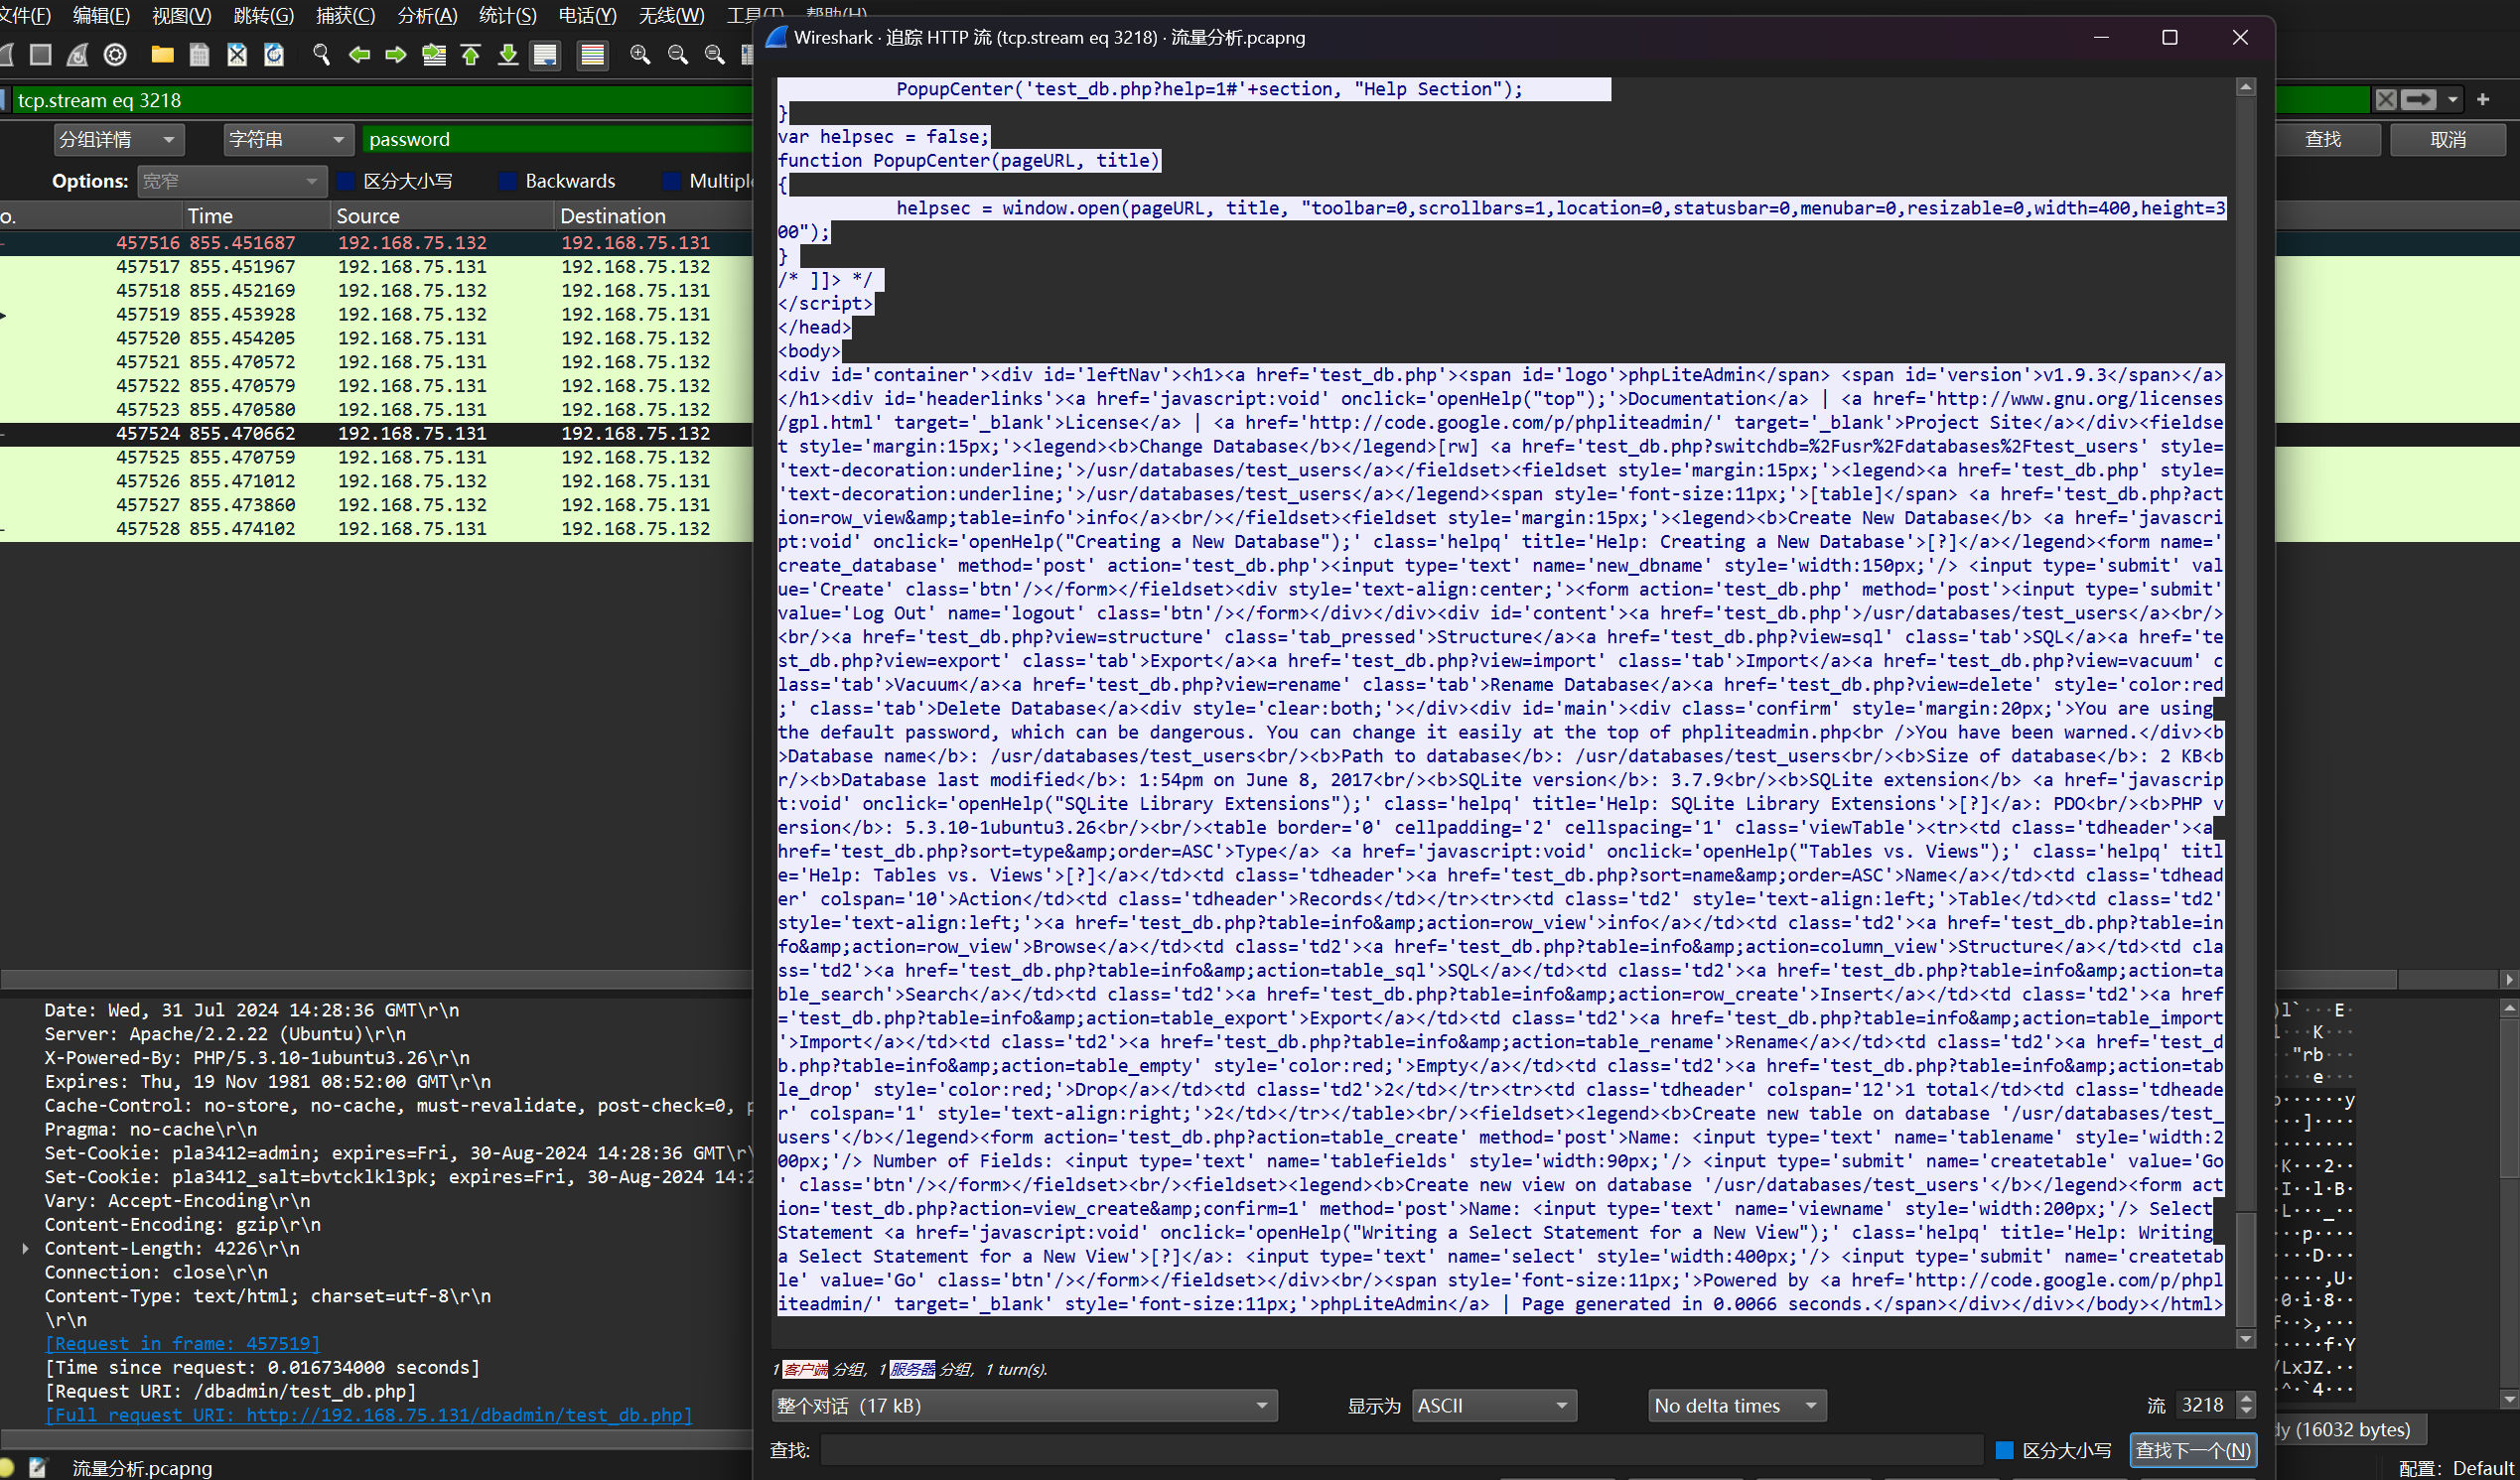 文件(F) 编辑(E) 视图(V) 跳转(G) 捕获(C) 分析(A) 统计(S) 电话(Y) 无线(W) 工具(T) 帮助(H)
tcp.stream eq 3218
分组详情 字符串 password 查找 取消
Options: 宽窄 区分大小写 Backwards
o. Time Source Destination
457516 855.451687 192.168.75.132 192.168.75.131
457517 855.451967 192.168.75.131 192.168.75.132
457518 855.452169 192.168.75.132 192.168.75.131
457519 855.453928 192.168.75.132 192.168.75.131
457520 855.454205 192.168.75.131 192.168.75.132
457521 855.470572 192.168.75.131 192.168.75.132
457522 855.470579 192.168.75.131 192.168.75.132
457523 855.470580 192.168.75.131 192.168.75.132
457524 855.470662 192.168.75.131 192.168.75.132
457525 855.470759 192.168.75.131 192.168.75.132
457526 855.471012 192.168.75.132 192.168.75.131
457527 855.473860 192.168.75.132 192.168.75.131
457528 855.474102 192.168.75.131 192.168.75.132
Date: Wed, 31 Jul 2024 14:28:36 GMT\r\n
Server: Apache/2.2.22 (Ubuntu)\r\n
X-Powered-By: PHP/5.3.10-1ubuntu3.26\r\n
Expires: Thu, 19 Nov 1981 08:52:00 GMT\r\n
Cache-Control: no-store, no-cache, must-revalidate, post-check=0, p
Pragma: no-cache\r\n
Set-Cookie: pla3412=admin; expires=Fri, 30-Aug-2024 14:28:36 GMT\r\
Set-Cookie: pla3412_salt=bvtcklkl3pk; expires=Fri, 30-Aug-2024 14:2
Vary: Accept-Encoding\r\n
Content-Encoding: gzip\r\n
Content-Length: 4226\r\n
Connection: close\r\n
Content-Type: text/html; charset=utf-8\r\n
\r\n
[Request in frame: 457519]
[Time since request: 0.016734000 seconds]
[Request URI: /dbadmin/test_db.php]
[Full request URI: http://192.168.75.131/dbadmin/test_db.php]
流量分析.pcapng
Wireshark · 追踪 HTTP 流 (tcp.stream eq 3218) · 流量分析.pcapng
PopupCenter('test_db.php?help=1#'+section, "Help Section");
}
var helpsec = false;
function PopupCenter(pageURL, title)
{
helpsec = window.open(pageURL, title, "toolbar=0,scrollbars=1,location=0,statusbar=0,menubar=0,resizable=0,width=400,height=3
00");
}
/* ]]> */
</script>
</head>
<body>
<div id='container'><div id='leftNav'><h1><a href='test_db.php'><span id='logo'>phpLiteAdmin</span> <span id='version'>v1.9.3</span></a>
</h1><div id='headerlinks'><a href='javascript:void' onclick='openHelp("top");'>Documentation</a> | <a href='http://www.gnu.org/licenses
/gpl.html' target='_blank'>License</a> | <a href='http://code.google.com/p/phpliteadmin/' target='_blank'>Project Site</a></div><fieldse
t style='margin:15px;'><legend><b>Change Database</b></legend>[rw] <a href='test_db.php?switchdb=%2Fusr%2Fdatabases%2Ftest_users' style=
'text-decoration:underline;'>/usr/databases/test_users</a></fieldset><fieldset style='margin:15px;'><legend><a href='test_db.php' style=
'text-decoration:underline;'>/usr/databases/test_users</a></legend><span style='font-size:11px;'>[table]</span> <a href='test_db.php?act
ion=row_view&amp;table=info'>info</a><br/></fieldset><fieldset style='margin:15px;'><legend><b>Create New Database</b> <a href='javascri
pt:void' onclick='openHelp("Creating a New Database");' class='helpq' title='Help: Creating a New Database'>[?]</a></legend><form name='
create_database' method='post' action='test_db.php'><input type='text' name='new_dbname' style='width:150px;'/> <input type='submit' val
ue='Create' class='btn'/></form></fieldset><div style='text-align:center;'><form action='test_db.php' method='post'><input type='submit'
value='Log Out' name='logout' class='btn'/></form></div></div><div id='content'><a href='test_db.php'>/usr/databases/test_users</a><br/>
<br/><a href='test_db.php?view=structure' class='tab_pressed'>Structure</a><a href='test_db.php?view=sql' class='tab'>SQL</a><a href='te
st_db.php?view=export' class='tab'>Export</a><a href='test_db.php?view=import' class='tab'>Import</a><a href='test_db.php?view=vacuum' c
lass='tab'>Vacuum</a><a href='test_db.php?view=rename' class='tab'>Rename Database</a><a href='test_db.php?view=delete' style='color:red
;' class='tab'>Delete Database</a><div style='clear:both;'></div><div id='main'><div class='confirm' style='margin:20px;'>You are using
the default password, which can be dangerous. You can change it easily at the top of phpliteadmin.php<br />You have been warned.</div><b
>Database name</b>: /usr/databases/test_users<br/><b>Path to database</b>: /usr/databases/test_users<br/><b>Size of database</b>: 2 KB<b
r/><b>Database last modified</b>: 1:54pm on June 8, 2017<br/><b>SQLite version</b>: 3.7.9<br/><b>SQLite extension</b> <a href='javascrip
t:void' onclick='openHelp("SQLite Library Extensions");' class='helpq' title='Help: SQLite Library Extensions'>[?]</a>: PDO<br/><b>PHP v
ersion</b>: 5.3.10-1ubuntu3.26<br/><br/><table border='0' cellpadding='2' cellspacing='1' class='viewTable'><tr><td class='tdheader'><a
href='test_db.php?sort=type&amp;order=ASC'>Type</a> <a href='javascript:void' onclick='openHelp("Tables vs. Views");' class='helpq' titl
e='Help: Tables vs. Views'>[?]</a></td><td class='tdheader'><a href='test_db.php?sort=name&amp;order=ASC'>Name</a></td><td class='tdhead
er' colspan='10'>Action</td><td class='tdheader'>Records</td></tr><tr><td class='td2' style='text-align:left;'>Table</td><td class='td2'
style='text-align:left;'><a href='test_db.php?table=info&amp;action=row_view'>info</a></td><td class='td2'><a href='test_db.php?table=in
fo&amp;action=row_view'>Browse</a></td><td class='td2'><a href='test_db.php?table=info&amp;action=column_view'>Structure</a></td><td cla
ss='td2'><a href='test_db.php?table=info&amp;action=table_sql'>SQL</a></td><td class='td2'><a href='test_db.php?table=info&amp;action=ta
ble_search'>Search</a></td><td class='td2'><a href='test_db.php?table=info&amp;action=row_create'>Insert</a></td><td class='td2'><a href
='test_db.php?table=info&amp;action=table_export'>Export</a></td><td class='td2'><a href='test_db.php?table=info&amp;action=table_import
'>Import</a></td><td class='td2'><a href='test_db.php?table=info&amp;action=table_rename'>Rename</a></td><td class='td2'><a href='test_d
b.php?table=info&amp;action=table_empty' style='color:red;'>Empty</a></td><td class='td2'><a href='test_db.php?table=info&amp;action=tab
le_drop' style='color:red;'>Drop</a></td><td class='td2'>2</td></tr><tr><td class='tdheader' colspan='12'>1 total</td><td class='tdheade
r' colspan='1' style='text-align:right;'>2</td></tr></table><br/><fieldset><legend><b>Create new table on database '/usr/databases/test_
users'</b></legend><form action='test_db.php?action=table_create' method='post'>Name: <input type='text' name='tablename' style='width:2
00px;'/> Number of Fields: <input type='text' name='tablefields' style='width:90px;'/> <input type='submit' name='createtable' value='Go
' class='btn'/></form></fieldset><br/><fieldset><legend><b>Create new view on database '/usr/databases/test_users'</b></legend><form act
ion='test_db.php?action=view_create&amp;confirm=1' method='post'>Name: <input type='text' name='viewname' style='width:200px;'/> Select
Statement <a href='javascript:void' onclick='openHelp("Writing a Select Statement for a New View");' class='helpq' title='Help: Writing
a Select Statement for a New View'>[?]</a>: <input type='text' name='select' style='width:400px;'/> <input type='submit' name='createtab
le' value='Go' class='btn'/></form></fieldset></div><br/><span style='font-size:11px;'>Powered by <a href='http://code.google.com/p/phpl
iteadmin/' target='_blank' style='font-size:11px;'>phpLiteAdmin</a> | Page generated in 0.0066 seconds.</span></div></div></body></html>
1 客户端 分组, 1 服务器 分组, 1 turn(s).
整个对话 (17 kB) 显示为 ASCII No delta times 流 3218
查找: 区分大小写 查找下一个(N)
(16032 bytes)
配置: Default